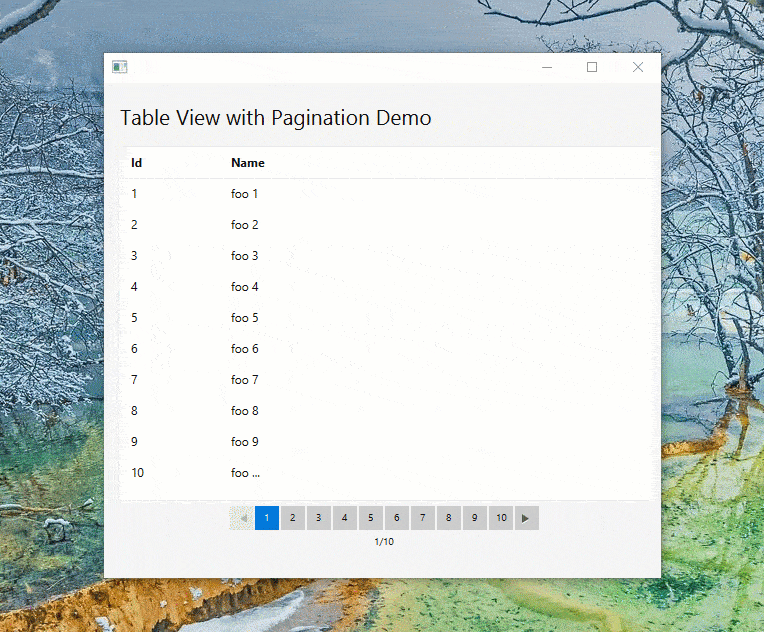 Table View with Pagination Demo
Id Name
1 foo 1
2 foo 2
3 foo 3
4 foo 4
5 foo 5
6 foo 6
7 foo 7
8 foo 8
9 foo 9
10 foo ...
1 2 3 4 5 6 7 8 9 10
1/10